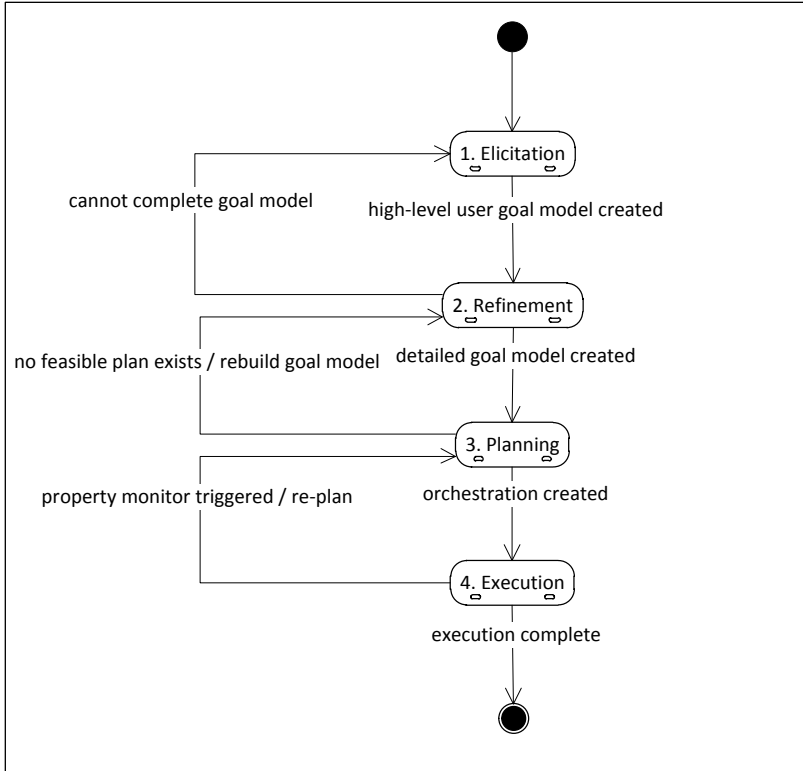 1. Elicitation
cannot complete goal model
high-level user goal model created
2. Refinement
no feasible plan exists / rebuild goal model
detailed goal model created
3. Planning
property monitor triggered / re-plan
orchestration created
4. Execution
execution complete